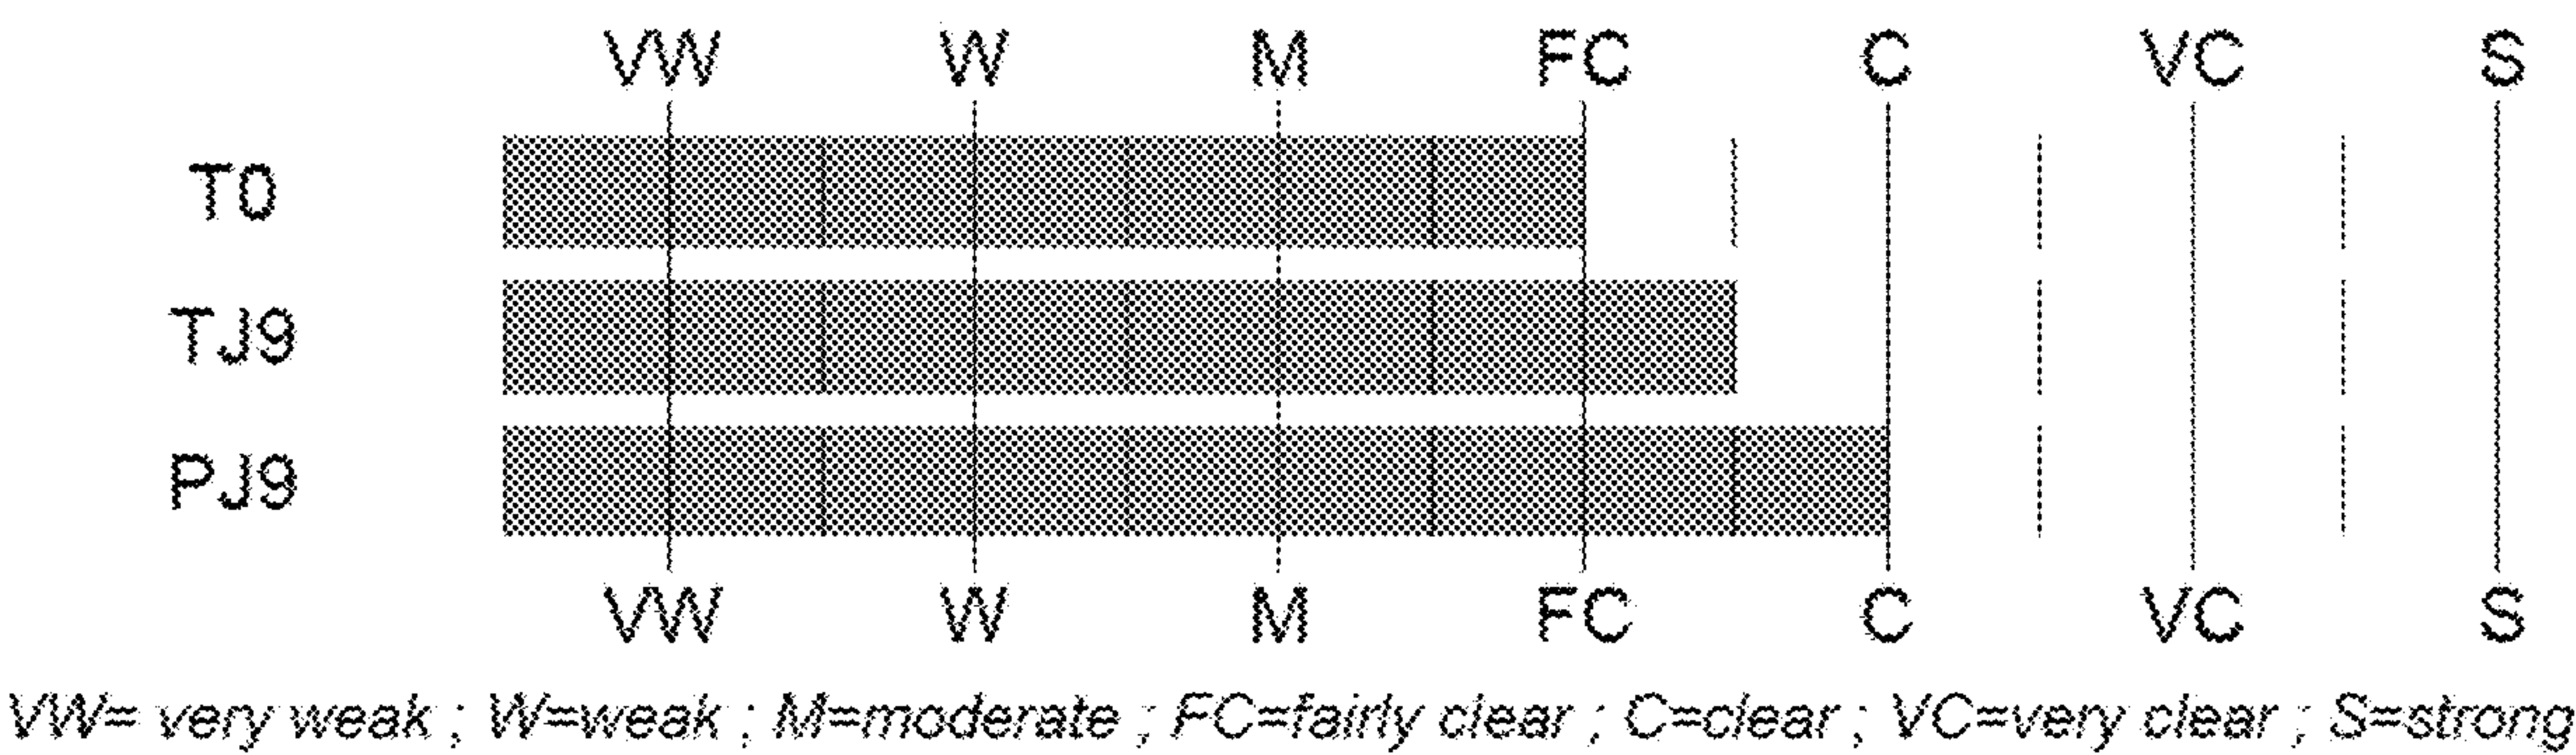 VW W M FC C VC S
T0
TJ9
PJ9
VW W M FC C VC S
VW= very weak ; W=weak ; M=moderate ; FC=fairly clear ; C=clear ; VC=very clear ; S=strong